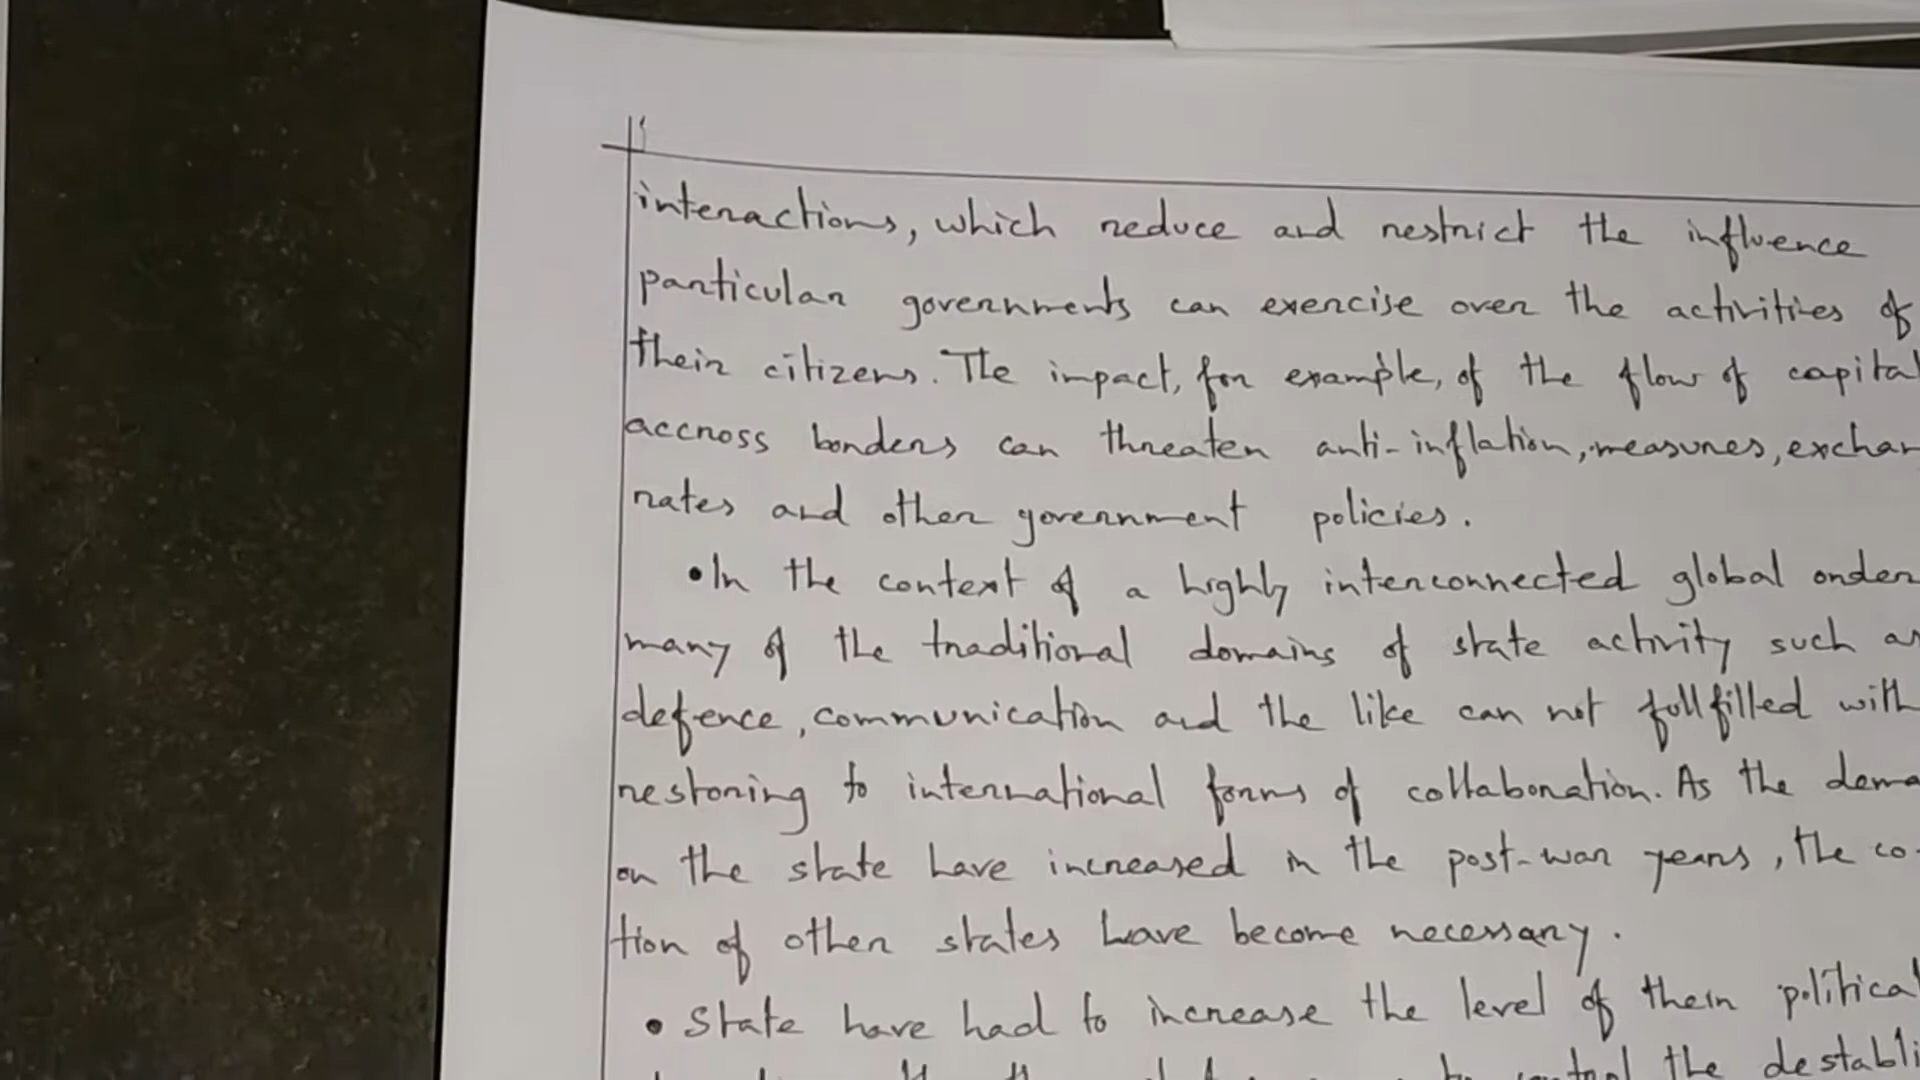 interactions, which reduce and restrict the influence
particular governments can exercise over the activities of
their citizens. The impact, for example, of the flow of capital
accross borders can threaten anti-inflation, measures, exchan
rates and other government policies.
•In the context of a highly interconnected global order
many of the traditional domains of state activity such as
defence, communication and the like can not fullfilled with
restoring to international forms of collaboration. As the dema
on the state have increased in the post-war years, the co-
tion of other states have become necessary.
• State have had to increase the level of their political
the destabli